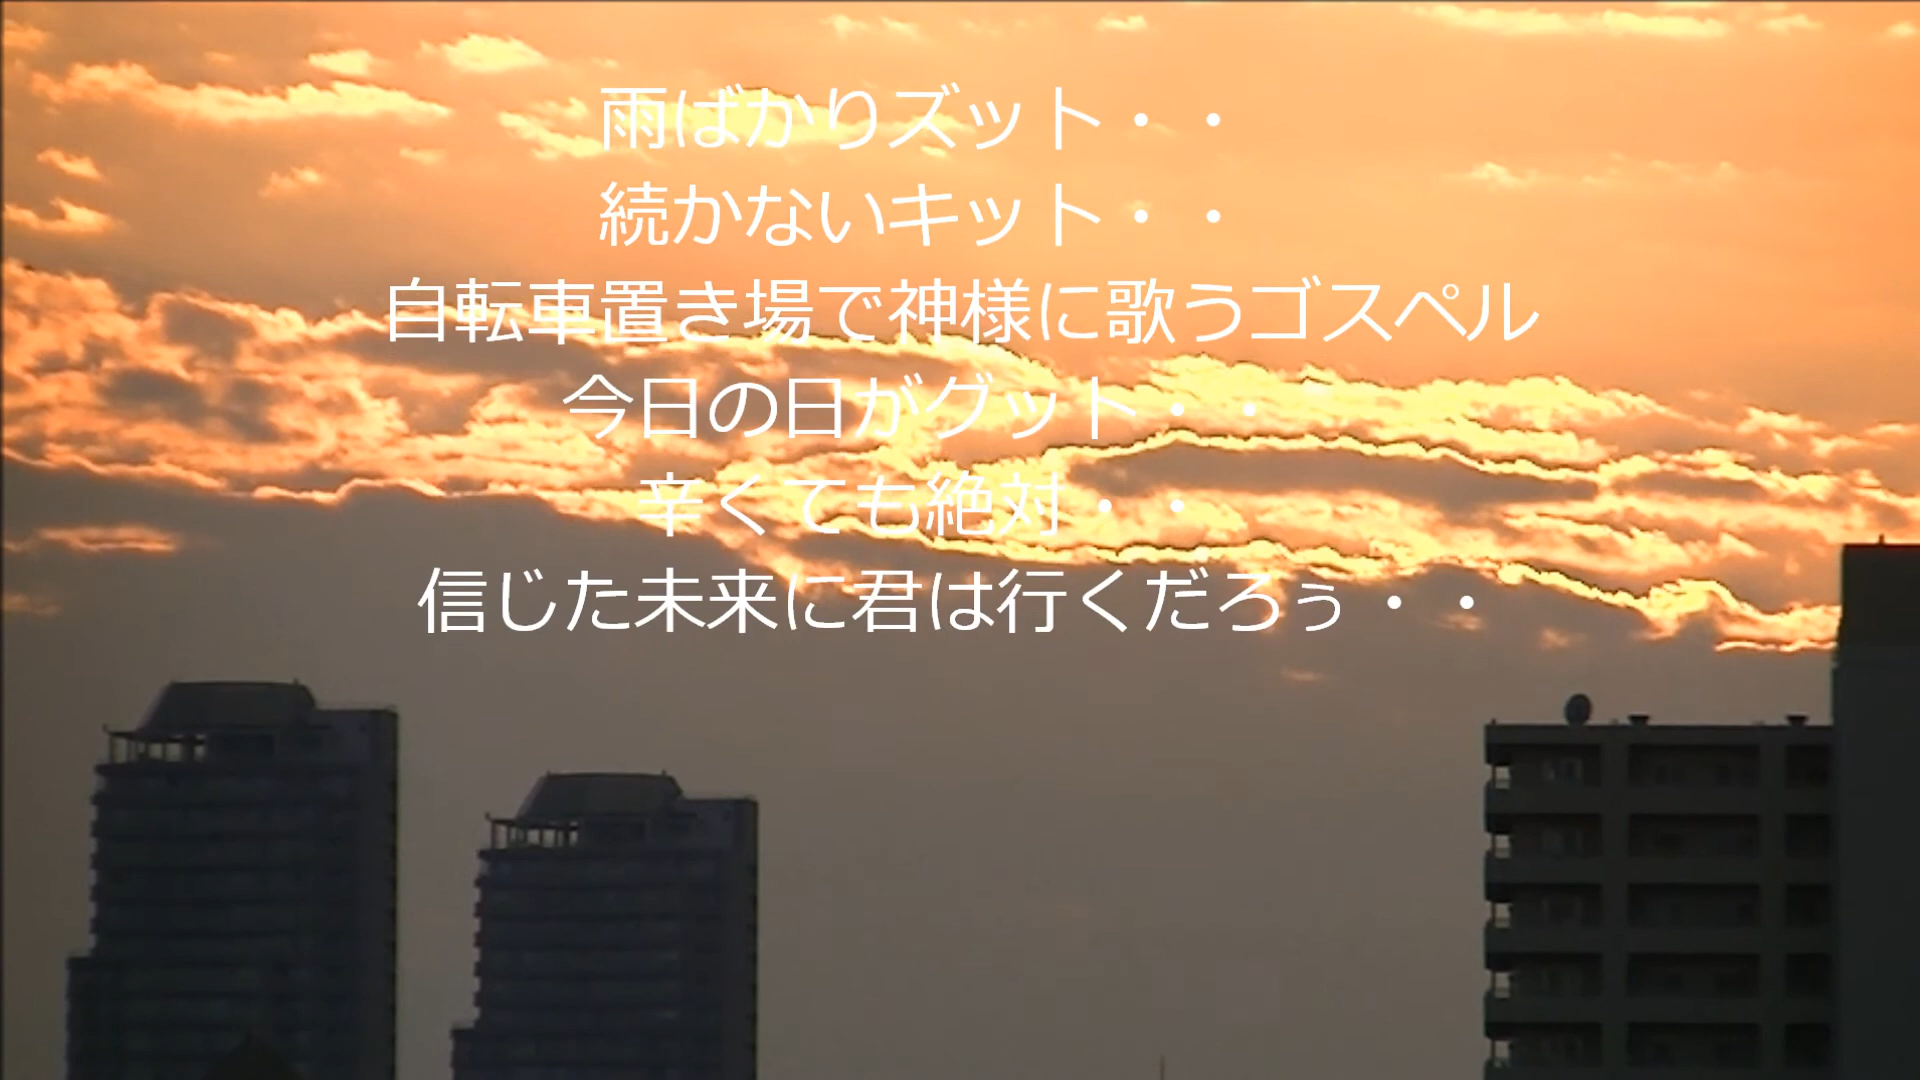 雨ばかりズット・・
続かないキット・・
自転車置き場で神様に歌うゴスペル
今日の日がグット・・
辛くても絶対・・
信じた未来に君は行くだろぅ・・